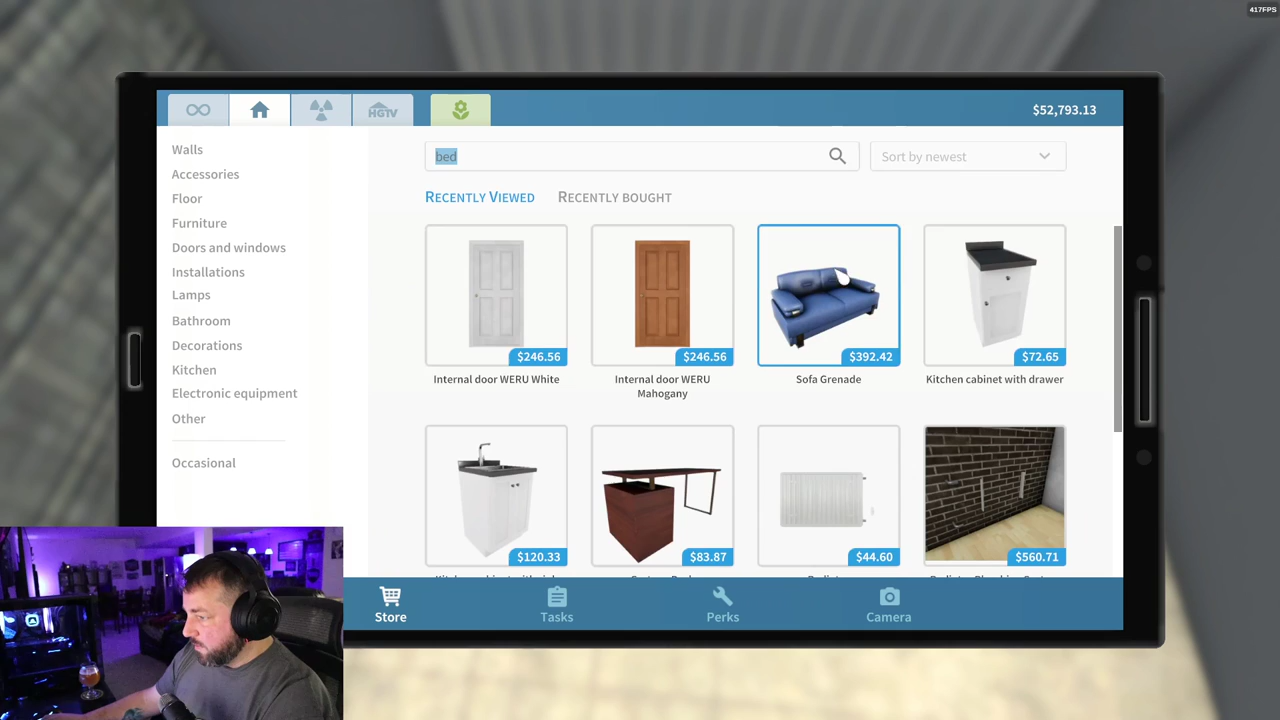 417FPS
HGTV
$52,793.13
Walls
Accessories
Floor
Furniture
Doors and windows
Installations
Lamps
Bathroom
Decorations
Kitchen
Electronic equipment
Other
Occasional
bed
Sort by newest
RECENTLY VIEWED
RECENTLY BOUGHT
$246.56
$246.56
$392.42
$72.65
Internal door WERU White
Internal door WERU
Mahogany
Sofa Grenade
Kitchen cabinet with drawer
$120.33
$83.87
$44.60
$560.71
Store
Tasks
Perks
Camera